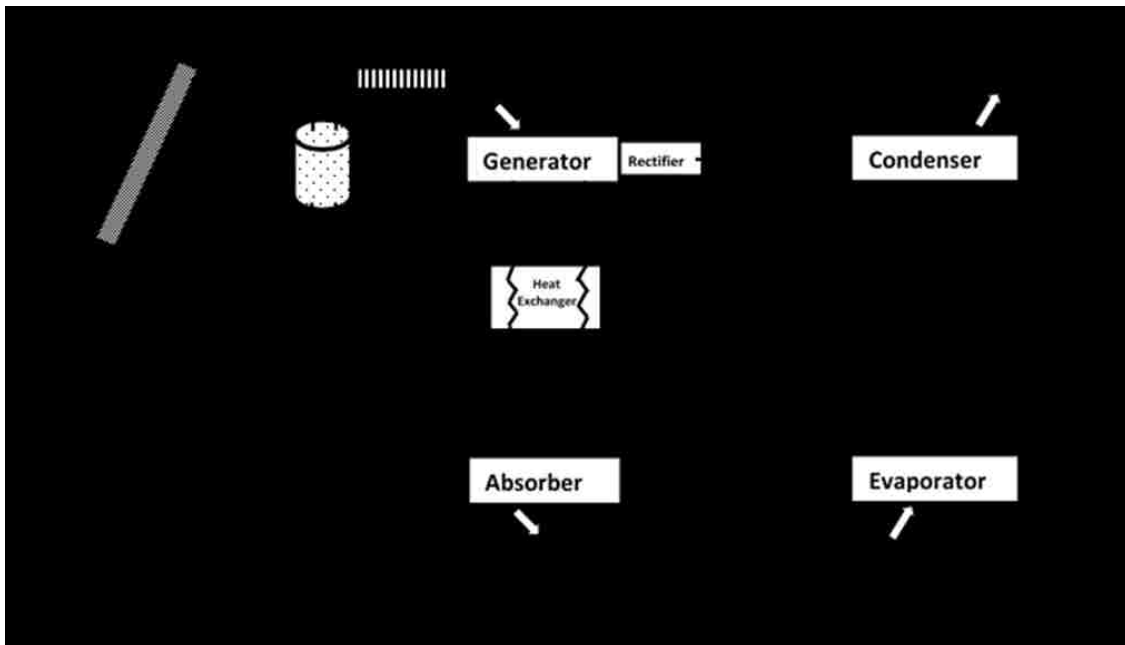 Generator
Rectifier
Condenser
Heat
Exchanger
Absorber
Evaporator